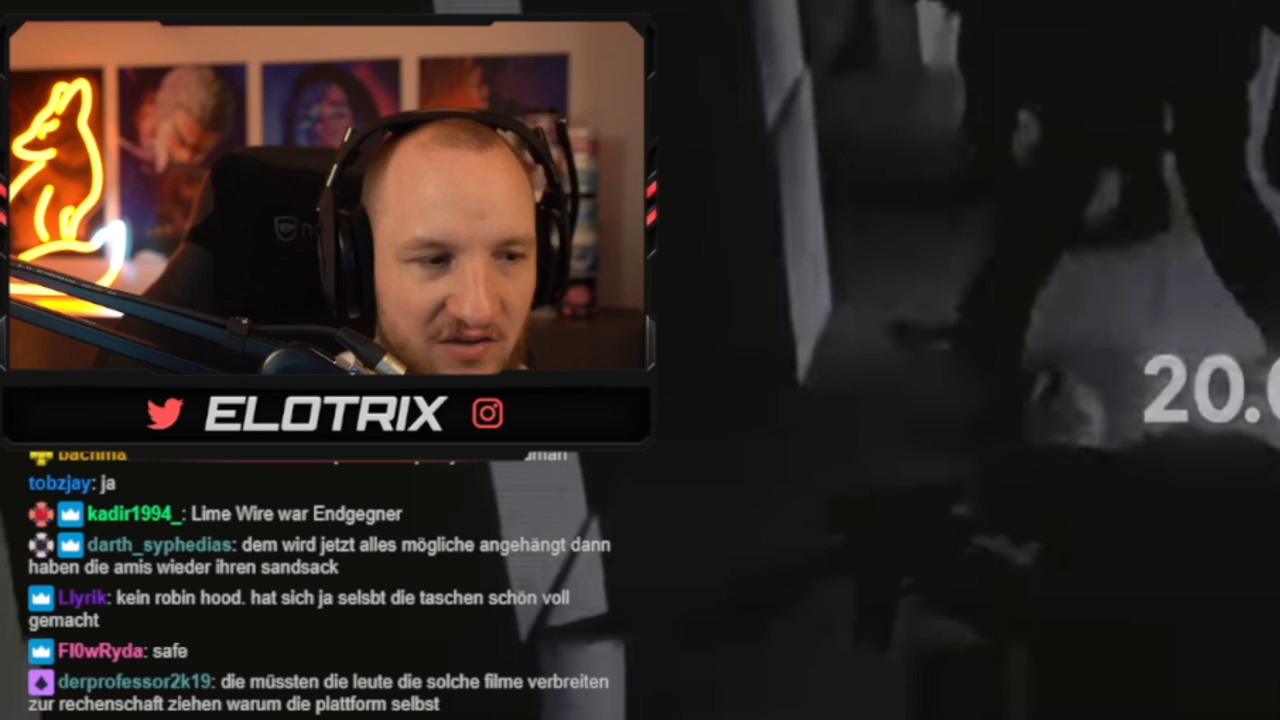 20.
ELOTRIX
bachma
tobzjay: ja
kadir1994_: Lime Wire war Endgegner
darth_syphedias: dem wird jetzt alles mögliche angehängt dann
haben die amis wieder ihren sandsack
Llyrik: kein robin hood. hat sich ja selsbt die taschen schön voll
gemacht
Fl0wRyda: safe
derprofessor2k19: die müssten die leute die solche filme verbreiten
zur rechenschaft ziehen warum die plattform selbst